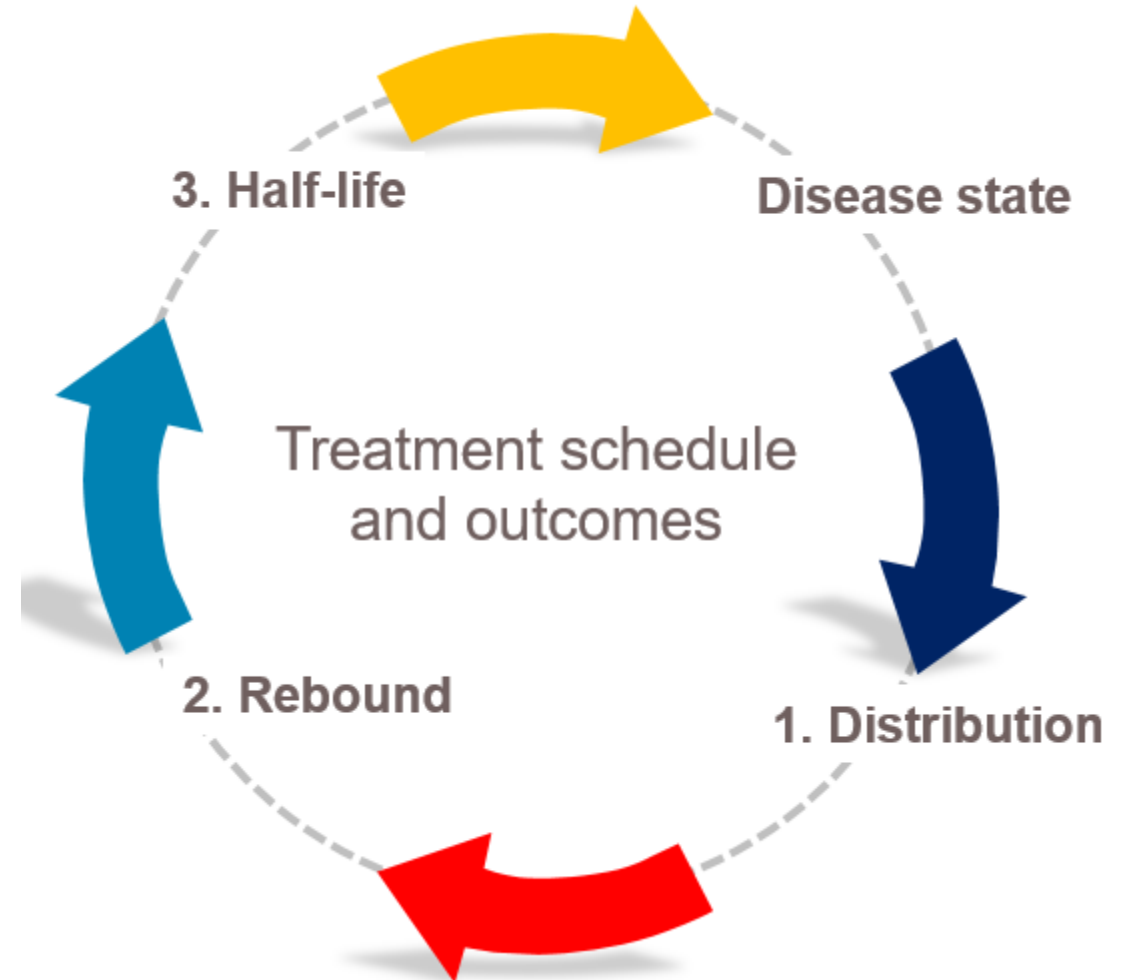 3. Half-life
Disease state
Treatment schedule
and outcomes
2. Rebound
1. Distribution